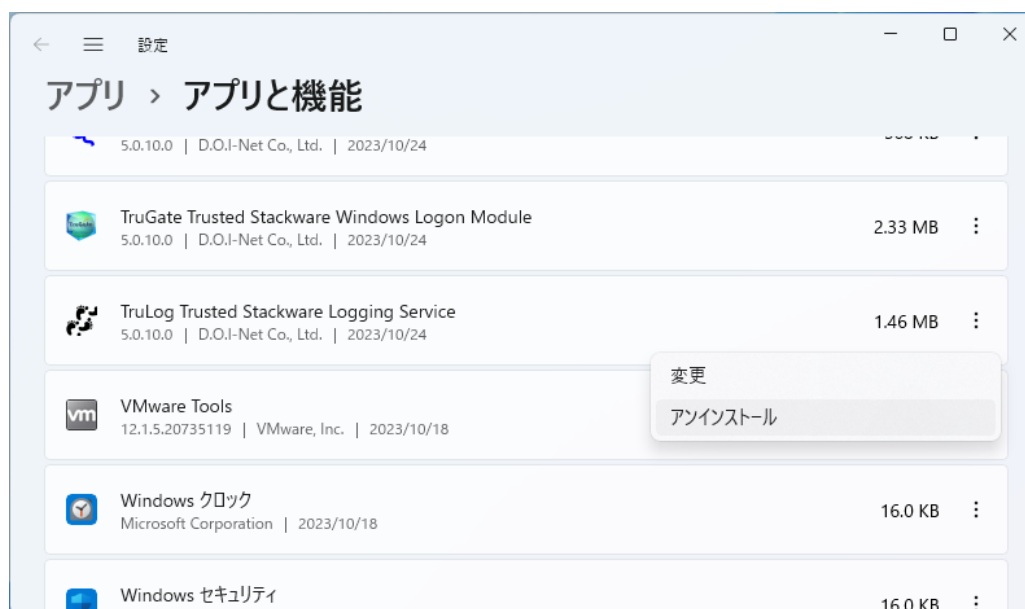 設定
アプリ › アプリと機能
5.0.10.0 | D.O.I-Net Co., Ltd. | 2023/10/24
TruGate Trusted Stackware Windows Logon Module
5.0.10.0 | D.O.I-Net Co., Ltd. | 2023/10/24
2.33 MB
TruLog Trusted Stackware Logging Service
5.0.10.0 | D.O.I-Net Co., Ltd. | 2023/10/24
1.46 MB
変更
アンインストール
VMware Tools
12.1.5.20735119 | VMware, Inc. | 2023/10/18
Windows クロック
Microsoft Corporation | 2023/10/18
16.0 KB
Windows セキュリティ
16.0 KB